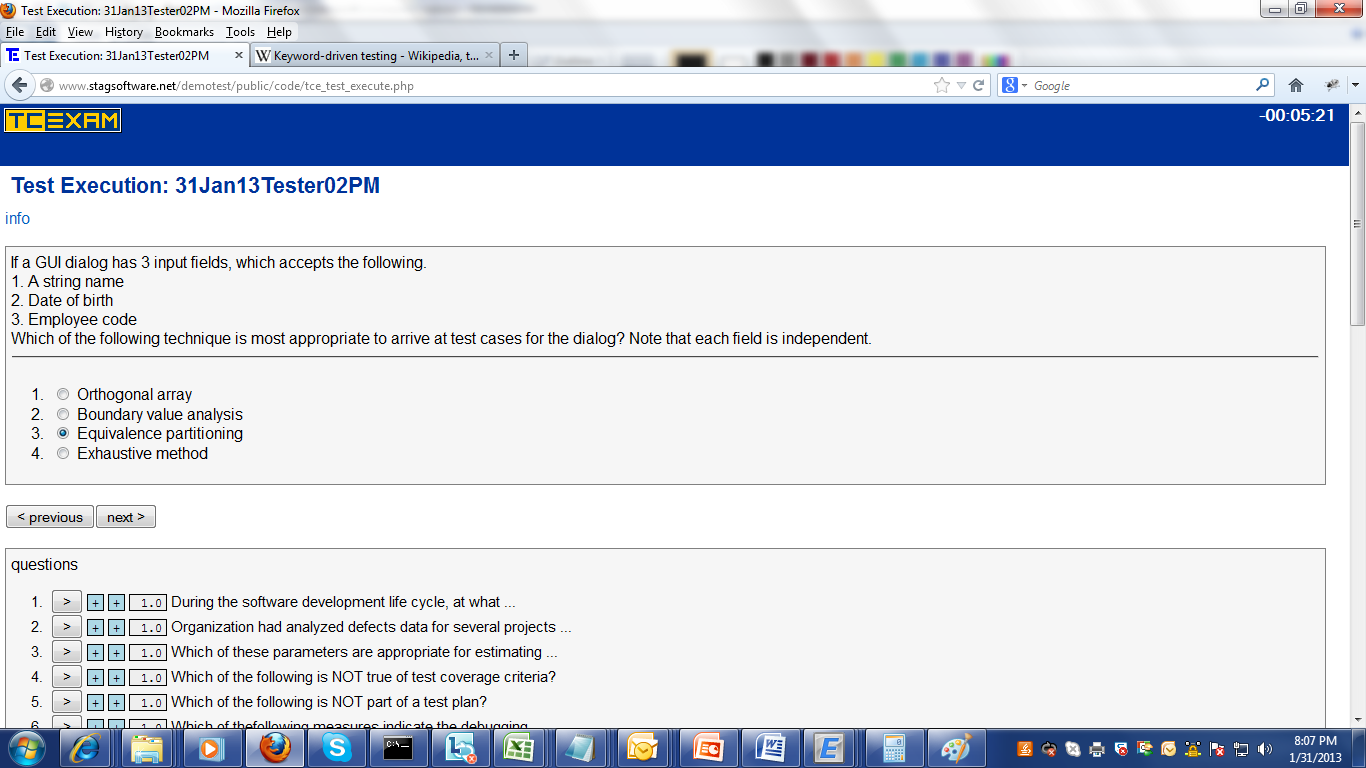 Test Execution: 31Jan13Tester02PM - Mozilla Firefox
File Edit View History Bookmarks Tools Help
Test Execution: 31Jan13Tester02PM × Keyword-driven testing - Wikipedia, t... × +
www.stagsoftware.net/demotest/public/code/tce_test_execute.php Google
TCEXAM -00:05:21
Test Execution: 31Jan13Tester02PM
info
If a GUI dialog has 3 input fields, which accepts the following.
1. A string name
2. Date of birth
3. Employee code
Which of the following technique is most appropriate to arrive at test cases for the dialog? Note that each field is independent.
1. Orthogonal array
2. Boundary value analysis
3. Equivalence partitioning
4. Exhaustive method
< previous next >
questions
1. > + + 1.0 During the software development life cycle, at what ...
2. > + + 1.0 Organization had analyzed defects data for several projects ...
3. > + + 1.0 Which of these parameters are appropriate for estimating ...
4. > + + 1.0 Which of the following is NOT true of test coverage criteria?
5. > + + 1.0 Which of the following is NOT part of a test plan?
6. > + + 1.0 Which of thefollowing measures indicate the debugging
8:07 PM
1/31/2013